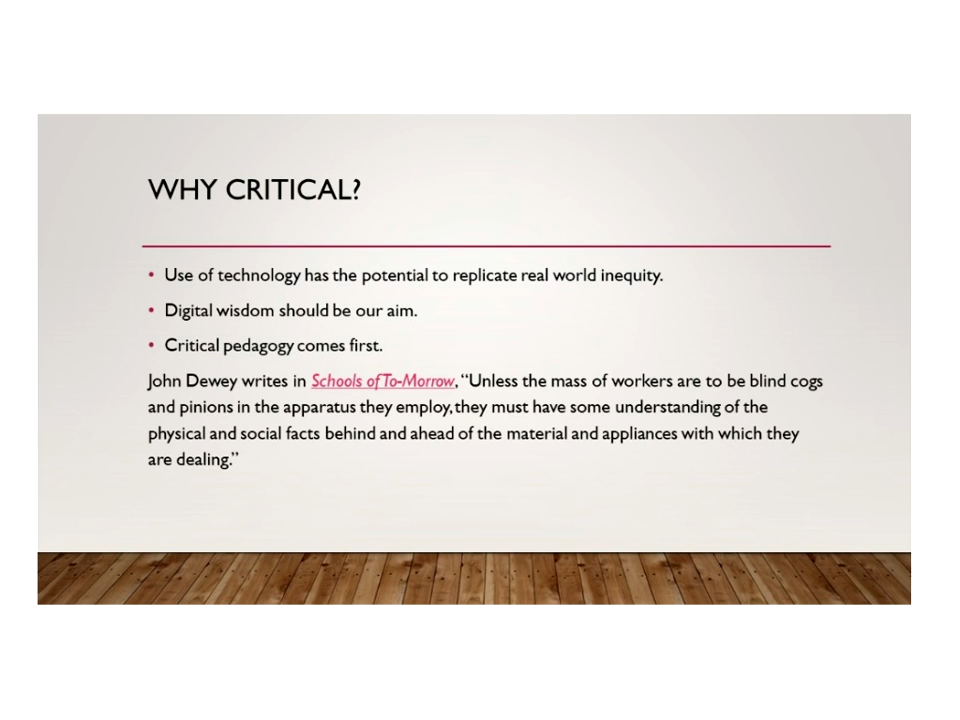 WHY CRITICAL?
• Use of technology has the potential to replicate real world inequity.
• Digital wisdom should be our aim.
• Critical pedagogy comes first.
John Dewey writes in Schools of To-Morrow, “Unless the mass of workers are to be blind cogs
and pinions in the apparatus they employ, they must have some understanding of the
physical and social facts behind and ahead of the material and appliances with which they
are dealing.”